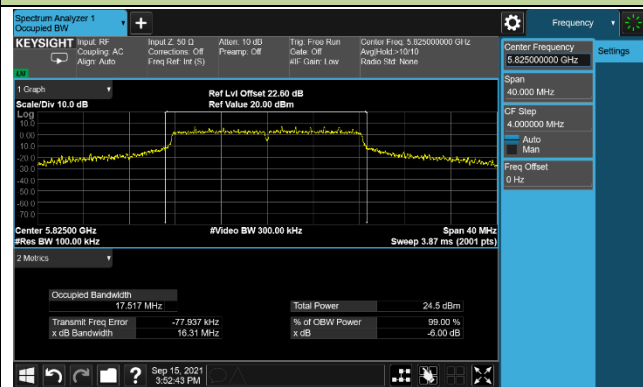 Spectrum Analyzer 1
Occupied BW
Frequency
KEYSIGHT
Input: RF
Coupling: AC
Align: Auto
Input Z: 50 Ω
Corrections: Off
Freq Ref: Int (S)
Atten: 10 dB
Preamp: Off
Trig: Free Run
Gate: Off
#IF Gain: Low
Center Freq: 5.825000000 GHz
Avg|Hold:>10/10
Radio Std: None
Center Frequency
5.825000000 GHz
Settings
Span
40.000 MHz
CF Step
4.000000 MHz
Auto
Man
Freq Offset
0 Hz
1 Graph
Scale/Div 10.0 dB
Ref Lvl Offset 22.60 dB
Ref Value 20.00 dBm
Log
10.0
0.00
-10.0
-20.0
-30.0
-40.0
-50.0
-60.0
-70.0
Center 5.82500 GHz
#Res BW 100.00 kHz
#Video BW 300.00 kHz
Span 40 MHz
Sweep 3.87 ms (2001 pts)
2 Metrics
Occupied Bandwidth
17.517 MHz
Total Power 24.5 dBm
Transmit Freq Error -77.937 kHz
% of OBW Power 99.00 %
x dB Bandwidth 16.31 MHz
x dB -6.00 dB
Sep 15, 2021
3:52:43 PM